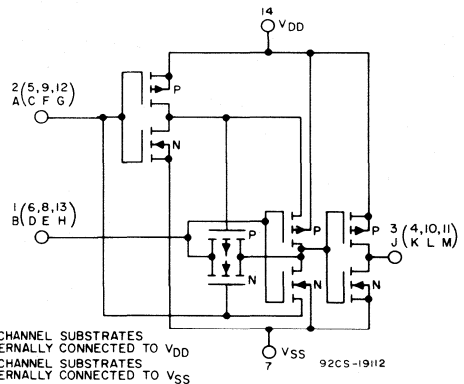 14
VDD
2 (5,9,12)
A (C F G)
P
N
1 (6,8,13)
B (D E H)
P
P
P
3 (4,10,11)
J (K L M)
N
N
N
CHANNEL SUBSTRATES
ERNALLY CONNECTED TO VDD
CHANNEL SUBSTRATES
ERNALLY CONNECTED TO VSS
VSS
7
92CS-19112